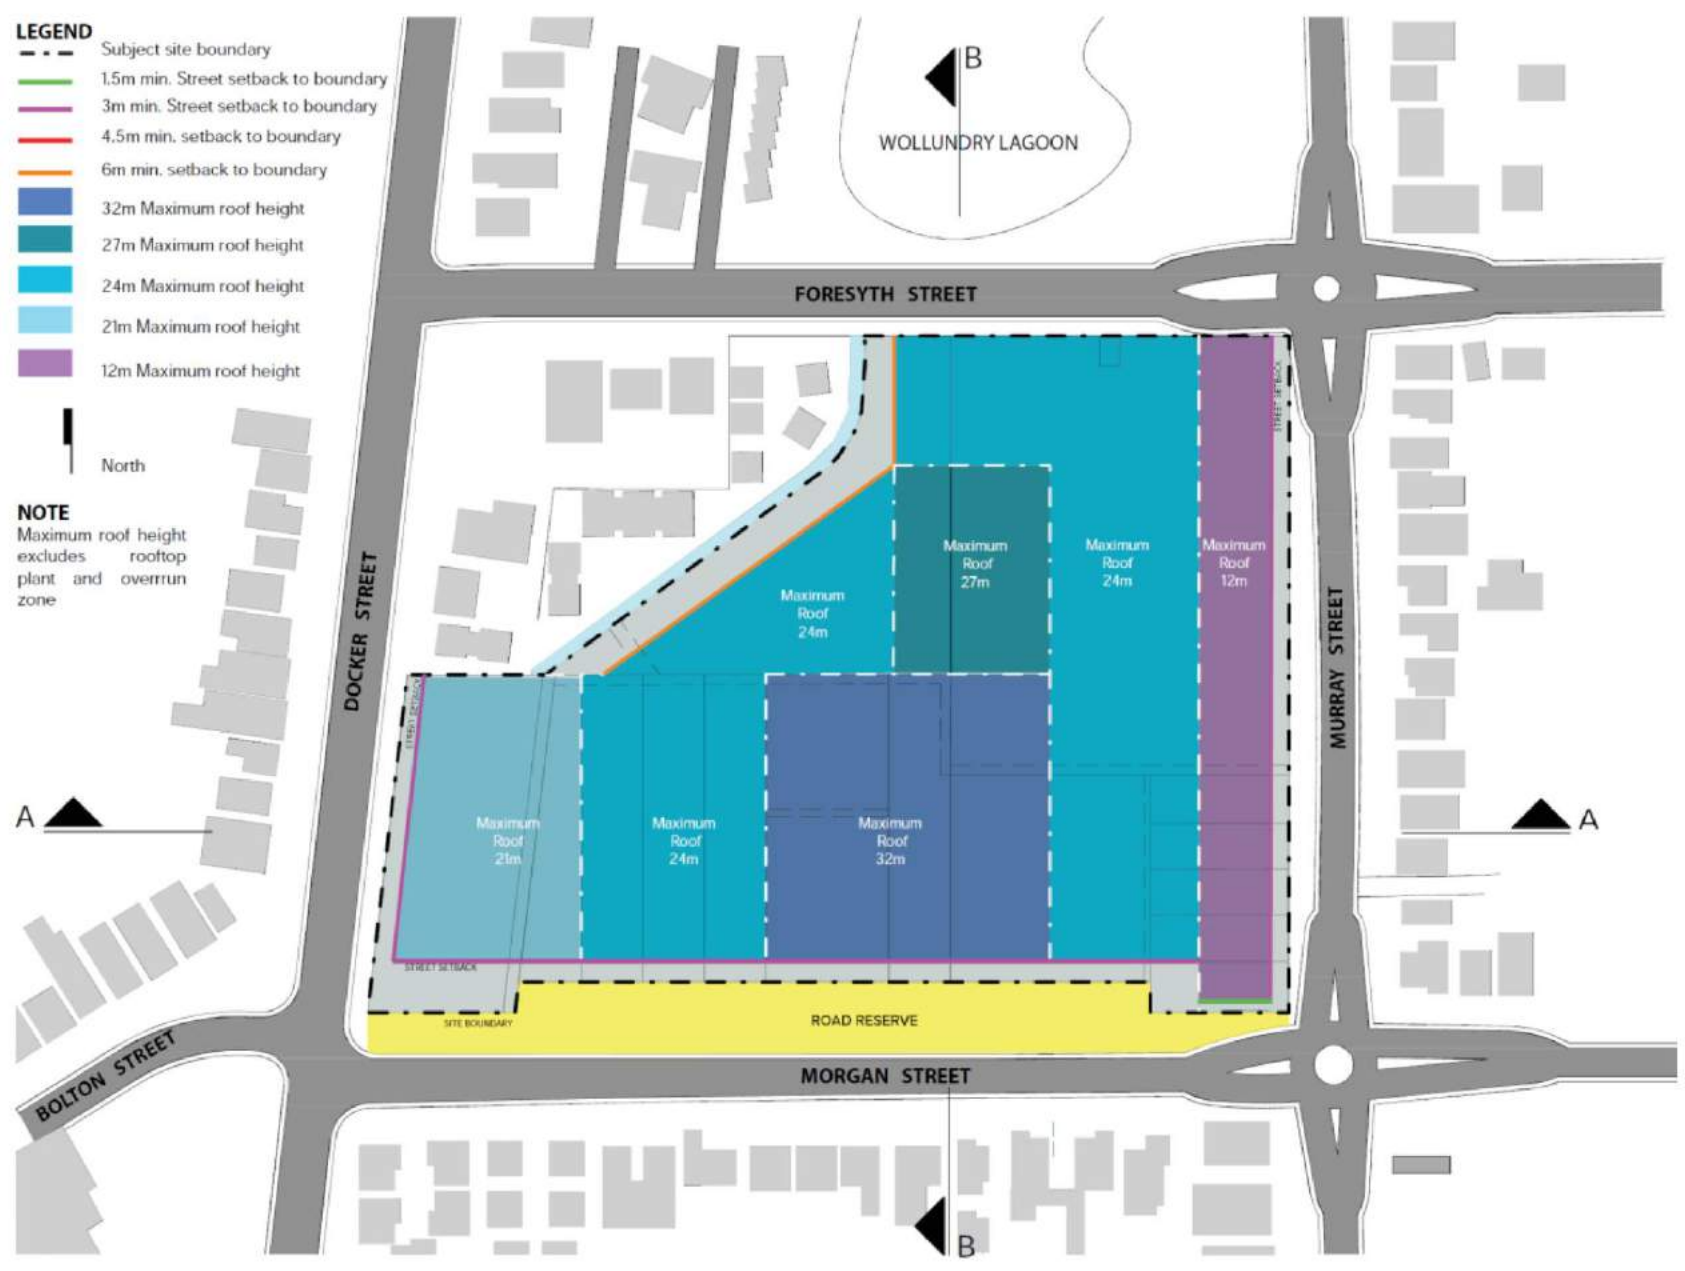 LEGEND
Subject site boundary
1.5m min. Street setback to boundary
3m min. Street setback to boundary
4.5m min. setback to boundary
6m min. setback to boundary
32m Maximum roof height
27m Maximum roof height
24m Maximum roof height
21m Maximum roof height
12m Maximum roof height
North
NOTE
Maximum roof height
excludes rooftop
plant and overrrun
zone
B
WOLLUNDRY LAGOON
FORESYTH STREET
STREET SETBACK
DOCKER STREET
MURRAY STREET
Maximum
Roof
27m
Maximum
Roof
24m
Maximum
Roof
12m
Maximum
Roof
24m
STREET SETBACK
A
A
Maximum
Roof
21m
Maximum
Roof
24m
Maximum
Roof
32m
STREET SETBACK
SITE BOUNDARY
ROAD RESERVE
BOLTON STREET
MORGAN STREET
B